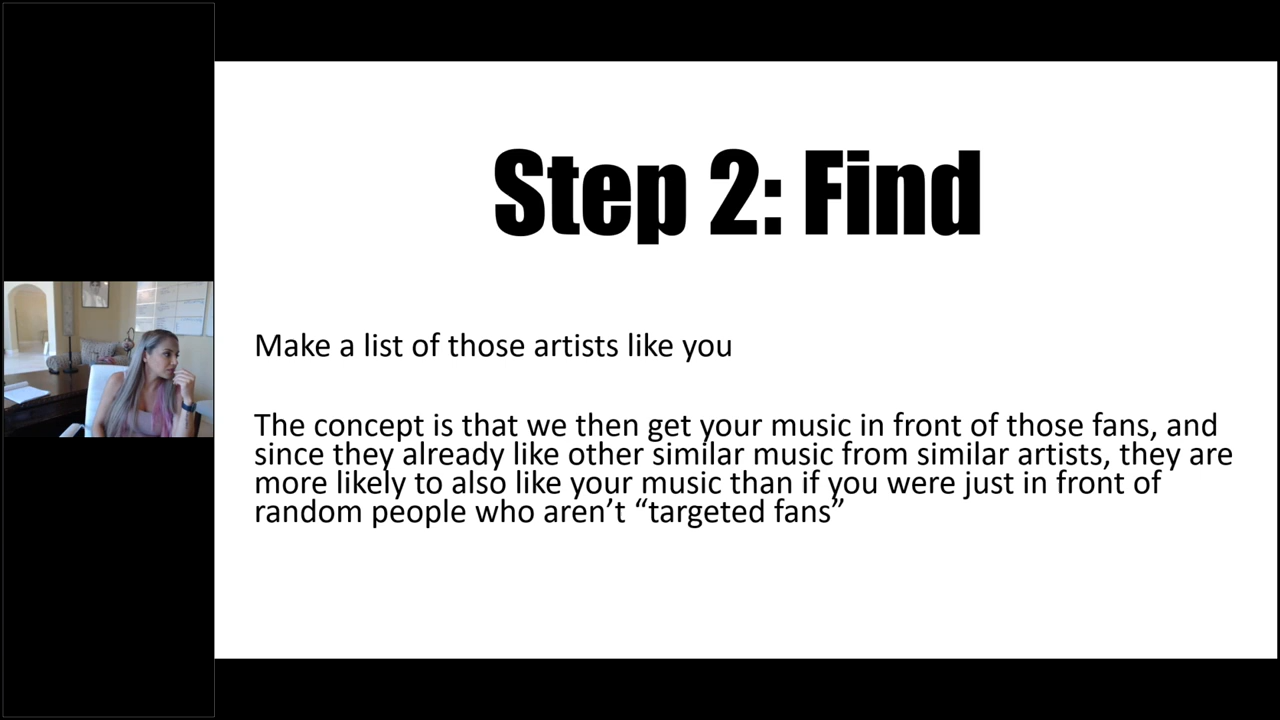 Step 2: Find
Make a list of those artists like you
The concept is that we then get your music in front of those fans, and
since they already like other similar music from similar artists, they are
more likely to also like your music than if you were just in front of
random people who aren’t “targeted fans”